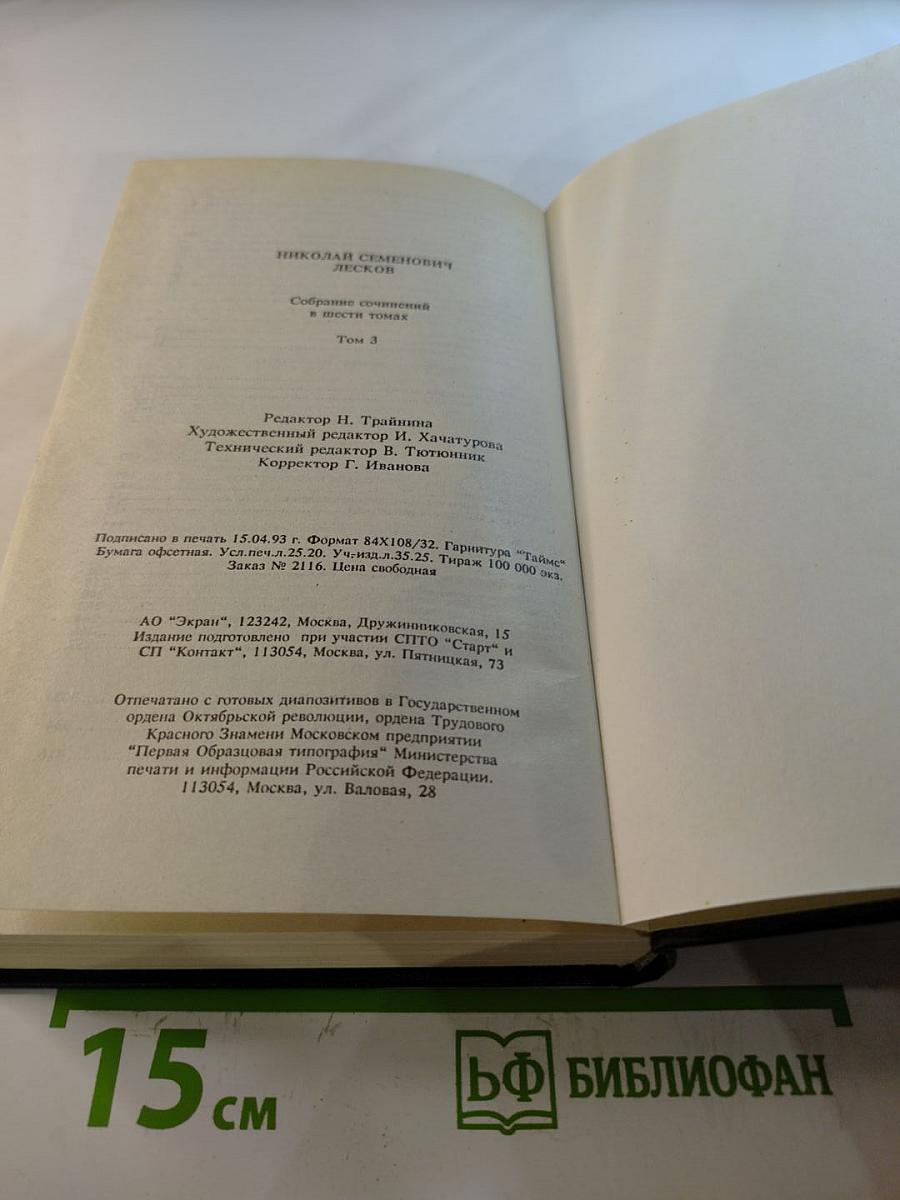 НИКОЛАЙ СЕМЕНОВИЧ
ЛЕСКОВ
Собрание сочинений
в шести томах
Том 3
Редактор Н. Трайнина
Художественный редактор И. Хачатурова
Технический редактор В. Тютюнник
Корректор Г. Иванова
Подписано в печать 15.04.93 г. Формат 84X108/32. Гарнитура "Таймс"
Бумага офсетная. Усл.печ.л.25.20. Уч-изд.л.35.25. Тираж 100 000 экз.
Заказ № 2116. Цена свободная
АО "Экран", 123242, Москва, Дружинниковская, 15
Издание подготовлено при участии СПТО "Старт" и
СП "Контакт", 113054, Москва, ул. Пятницкая, 73
Отпечатано с готовых диапозитивов в Государственном
ордена Октябрьской революции, ордена Трудового
Красного Знамени Московском предприятии
"Первая Образцовая типография" Министерства
печати и информации Российской Федерации.
113054, Москва, ул. Валовая, 28
15 см
ЬФ БИБЛИОФАН